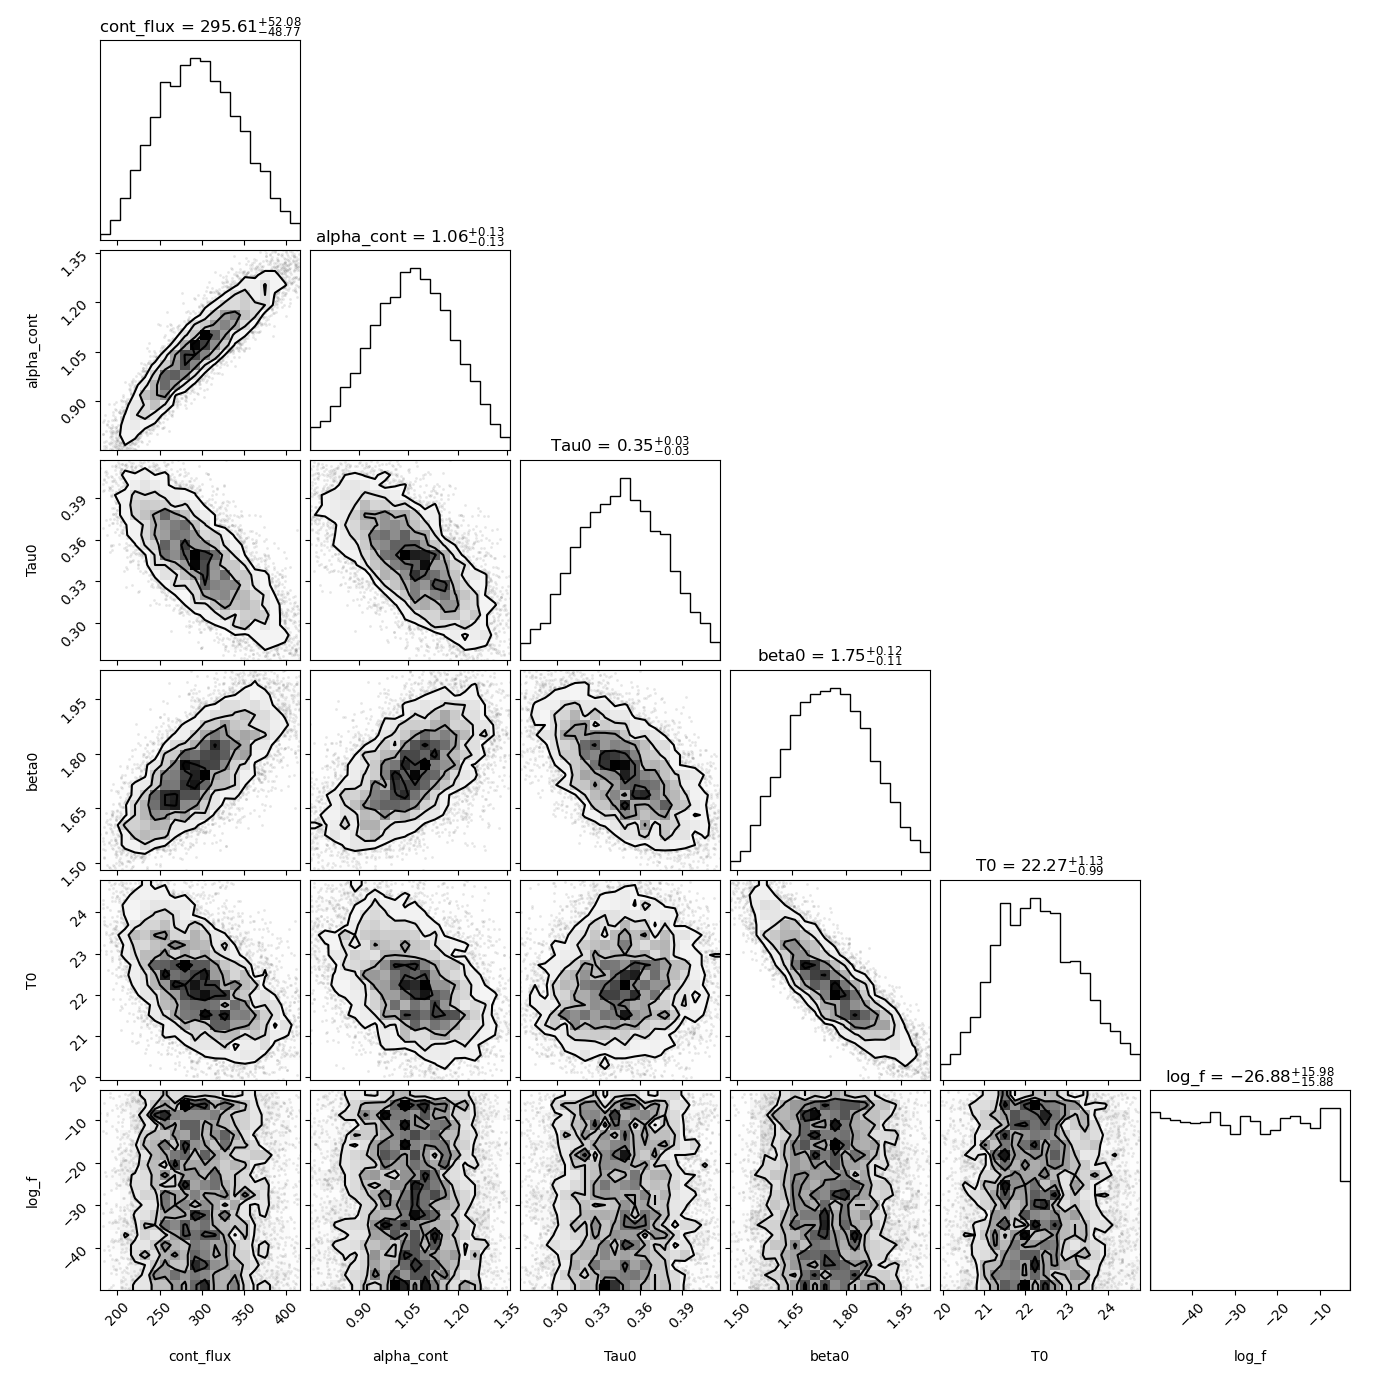 cont_flux = 295.61+52.08−48.77
alpha_cont = 1.06+0.13−0.13
1.35
1.20
1.05
0.90
alpha_cont
Tau0 = 0.35+0.03−0.03
0.39
0.36
0.33
0.30
Tau0
beta0 = 1.75+0.12−0.11
1.95
1.80
1.65
1.50
beta0
T0 = 22.27+1.13−0.99
24
23
22
21
20
T0
log_f = −26.88+15.98−15.88
−10
−20
−30
−40
log_f
200 250 300 350 400 0.90 1.05 1.20 1.35 0.30 0.33 0.36 0.39 1.50 1.65 1.80 1.95 20 21 22 23 24 −40 −30 −20 −10
cont_flux alpha_cont Tau0 beta0 T0 log_f